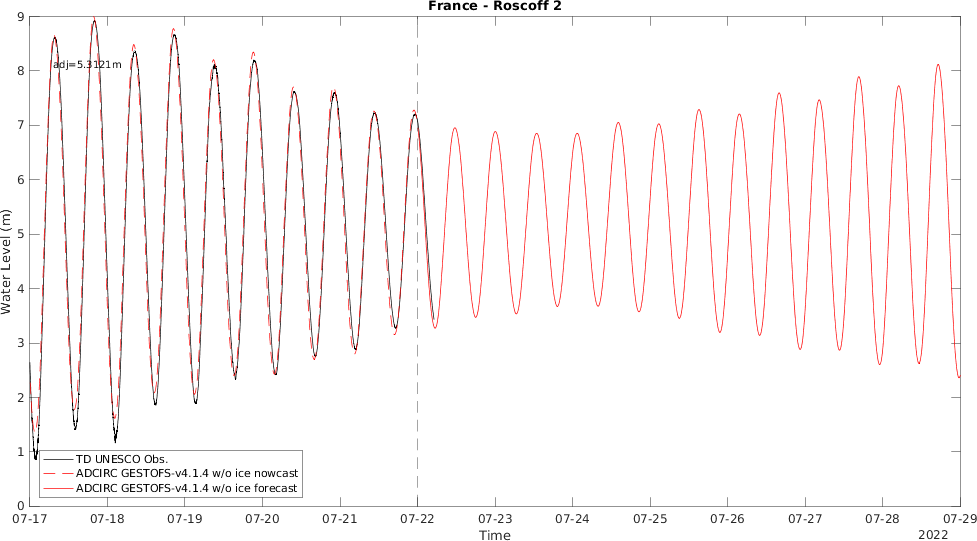 France - Roscoff 2
9
8
7
6
5
4
3
2
1
0
Water Level (m)
adj=5.3121m
TD UNESCO Obs.
ADCIRC GESTOFS-v4.1.4 w/o ice nowcast
ADCIRC GESTOFS-v4.1.4 w/o ice forecast
07-17 07-18 07-19 07-20 07-21 07-22 07-23 07-24 07-25 07-26 07-27 07-28 07-29
Time
2022